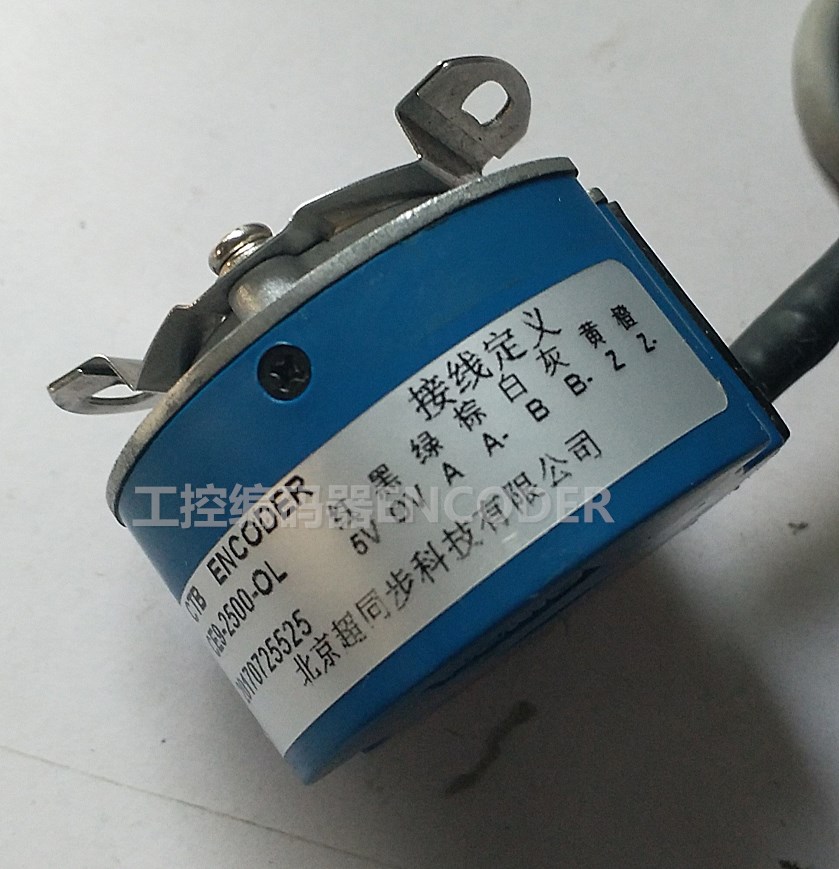 接线定义
红 黑 绿 棕 白 灰 黄 橙
5V 0V A A- B B- Z Z-
CTB ENCODER
-2500-OL
0170725525
北京超同步科技有限公司
工控编码器ENCODER